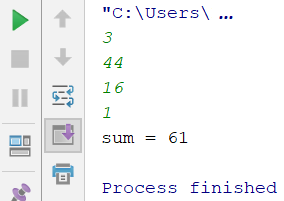 "C:\Users\ ...
3
44
16
1
sum = 61
Process finished